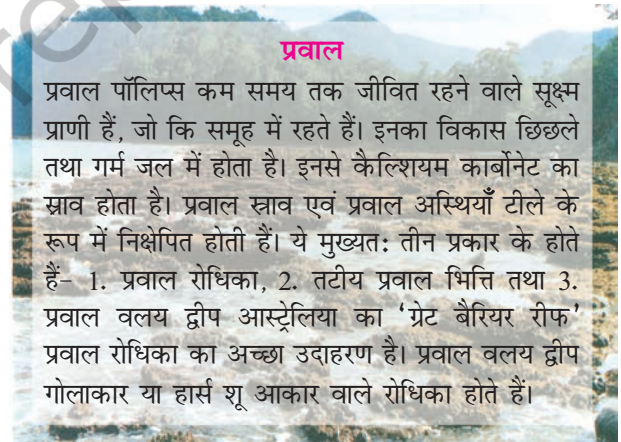 प्रवाल
प्रवाल पॉलिप्स कम समय तक जीवित रहने वाले सूक्ष्म
प्राणी हैं, जो कि समूह में रहते हैं। इनका विकास छिछले
तथा गर्म जल में होता है। इनसे कैल्शियम कार्बोनेट का
स्राव होता है। प्रवाल स्राव एवं प्रवाल अस्थियाँ टीले के
रूप में निक्षेपित होती हैं। ये मुख्यत: तीन प्रकार के होते
हैं– 1. प्रवाल रोधिका, 2. तटीय प्रवाल भित्ति तथा 3.
प्रवाल वलय द्वीप आस्ट्रेलिया का ‘ग्रेट बैरियर रीफ’
प्रवाल रोधिका का अच्छा उदाहरण है। प्रवाल वलय द्वीप
गोलाकार या हार्स शू आकार वाले रोधिका होते हैं।